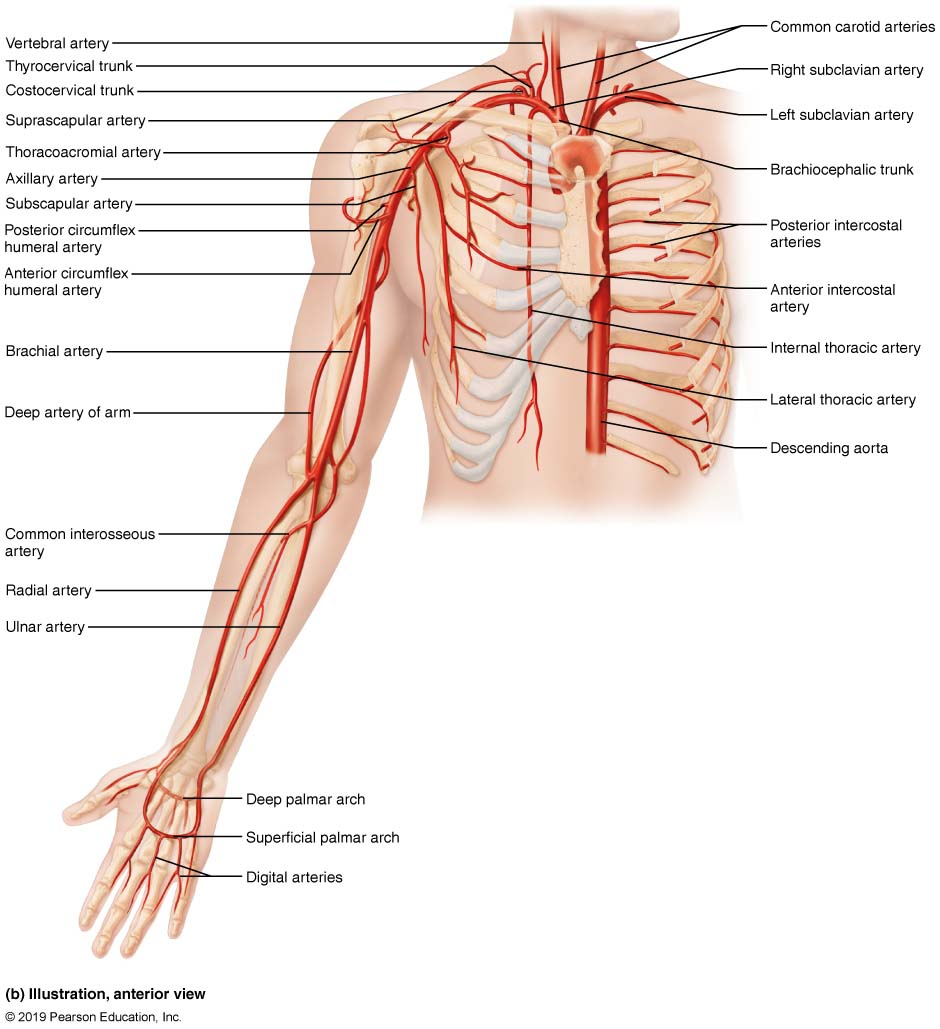 Vertebral artery
Thyrocervical trunk
Costocervical trunk
Suprascapular artery
Thoracoacromial artery
Axillary artery
Subscapular artery
Posterior circumflex
humeral artery
Anterior circumflex
humeral artery
Brachial artery
Deep artery of arm
Common interosseous
artery
Radial artery
Ulnar artery
Common carotid arteries
Right subclavian artery
Left subclavian artery
Brachiocephalic trunk
Posterior intercostal
arteries
Anterior intercostal
artery
Internal thoracic artery
Lateral thoracic artery
Descending aorta
Deep palmar arch
Superficial palmar arch
Digital arteries
(b) Illustration, anterior view
© 2019 Pearson Education, Inc.